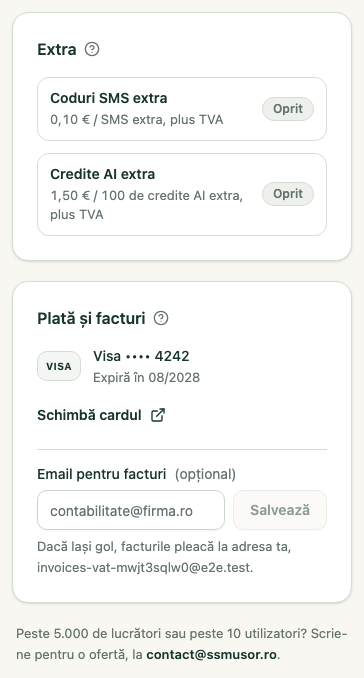 Extra
Coduri SMS extra
0,10 € / SMS extra, plus TVA
Oprit
Credite AI extra
1,50 € / 100 de credite AI extra,
plus TVA
Oprit
Plată și facturi
VISA
Visa •••• 4242
Expiră în 08/2028
Schimbă cardul
Email pentru facturi (opțional)
contabilitate@firma.ro
Salvează
Dacă lași gol, facturile pleacă la adresa ta,
invoices-vat-mwjt3sqlw0@e2e.test.
Peste 5.000 de lucrători sau peste 10 utilizatori? Scrie-
ne pentru o ofertă, la contact@ssmusor.ro.